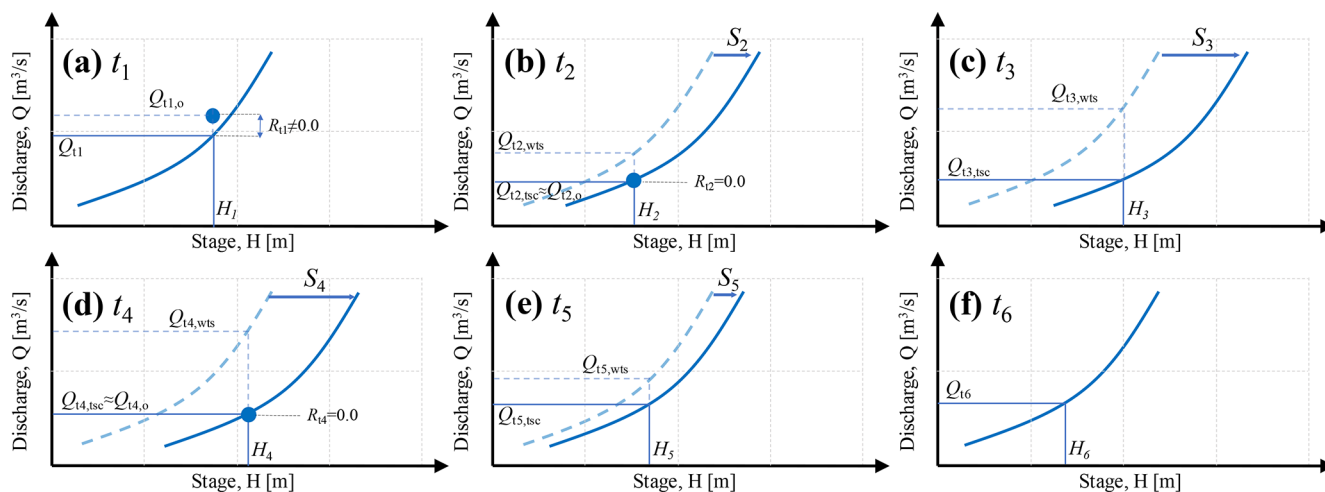 (a) t1
Discharge, Q [m³/s]
Qt1,o
Rt1≠0.0
Qt1
H1
Stage, H [m]
(b) t2
S2
Discharge, Q [m³/s]
Qt2,wts
Qt2,tsc≈Qt2,o
Rt2=0.0
H2
Stage, H [m]
(c) t3
S3
Discharge, Q [m³/s]
Qt3,wts
Qt3,tsc
H3
Stage, H [m]
(d) t4
S4
Discharge, Q [m³/s]
Qt4,wts
Qt4,tsc≈Qt4,o
Rt4=0.0
H4
Stage, H [m]
(e) t5
S5
Discharge, Q [m³/s]
Qt5,wts
Qt5,tsc
H5
Stage, H [m]
(f) t6
Discharge, Q [m³/s]
Qt6
H6
Stage, H [m]